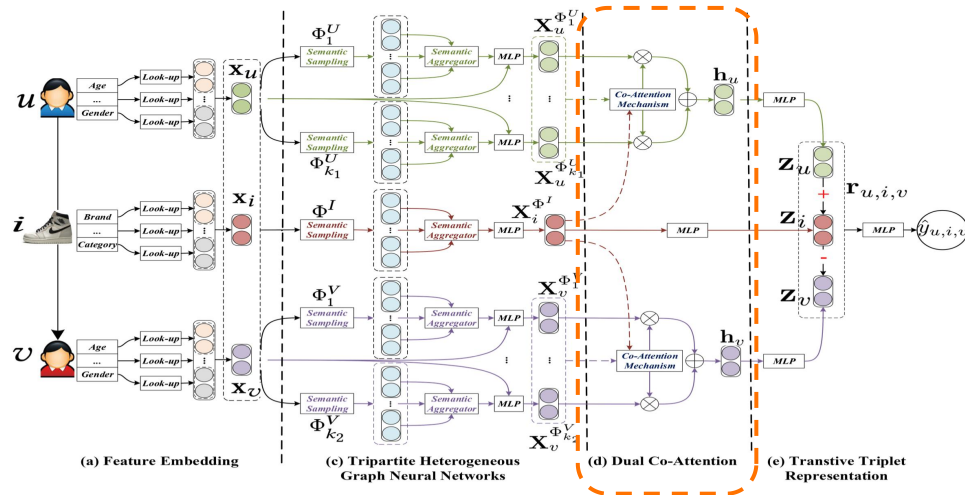 u
Age
...
Gender
Look-up
Look-up
Look-up
x_u
Φ_1^U
Semantic Sampling
Semantic Aggregator
MLP
X_u^{Φ_1^U}
...
...
Semantic Sampling
Φ_{k_1}^U
Semantic Aggregator
MLP
X_u^{Φ_{k_1}^U}
Co-Attention Mechanism
h_u
MLP
z_u
i
Brand
...
Category
Look-up
Look-up
Look-up
x_i
Φ^I
Semantic Sampling
Semantic Aggregator
MLP
X_i^{Φ^I}
MLP
+
z_i
-
r_{u,i,v}
MLP
ŷ_{u,i,v}
v
Age
...
Gender
Look-up
Look-up
Look-up
x_v
Φ_1^V
Semantic Sampling
Semantic Aggregator
MLP
X_v^{Φ_1^V}
...
...
Semantic Sampling
Φ_{k_2}^V
Semantic Aggregator
MLP
X_v^{Φ_{k_2}^V}
Co-Attention Mechanism
h_v
MLP
z_v
(a) Feature Embedding
(c) Tripartite Heterogeneous
Graph Neural Networks
(d) Dual Co-Attention
(e) Transtive Triplet
Representation